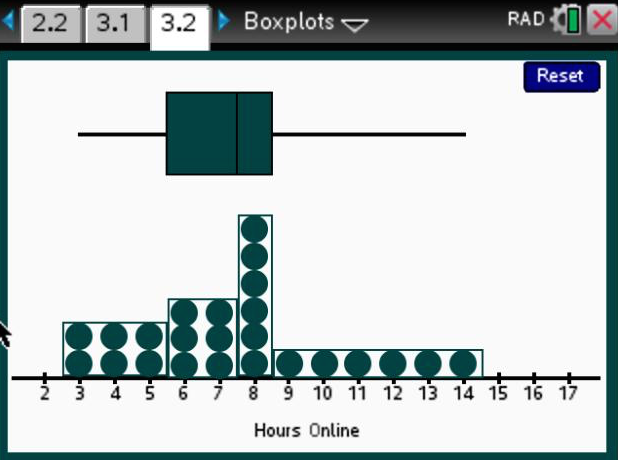 2.2 3.1 3.2 Boxplots RAD
Reset
2 3 4 5 6 7 8 9 10 11 12 13 14 15 16 17
Hours Online